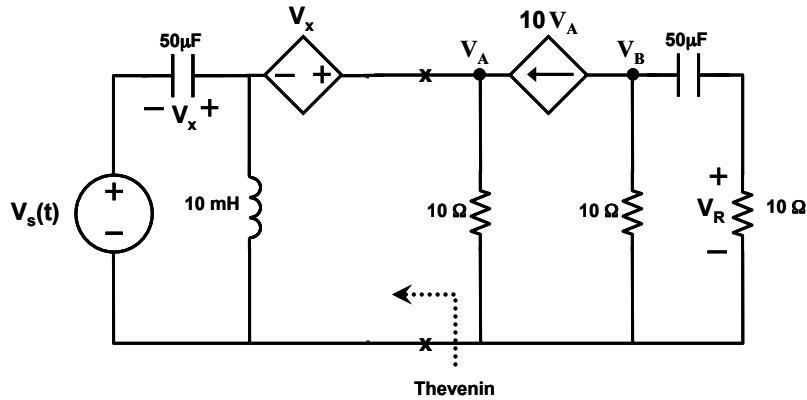 V_x
10 V_A
50μF
V_A
V_B
50μF
− V_x +
− +
x
+
V_s(t)
−
10 mH
10 Ω
10 Ω
+
V_R
−
10 Ω
x
Thevenin